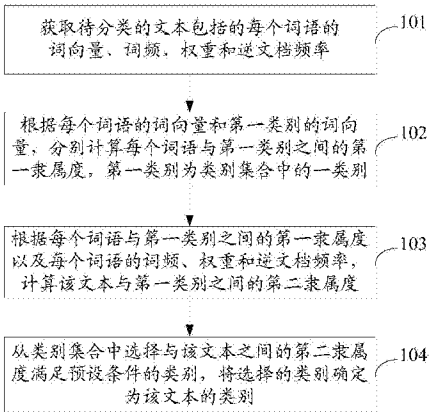 获取待分类的文本包括的每个词语的
词向量、词频、权重和逆文档频率
101
根据每个词语的词向量和第一类别的词向
量，分别计算每个词语与第一类别之间的第
一隶属度，第一类别为类别集合中的一类别
102
根据每个词语与第一类别之间的第一隶属度
以及每个词语的词频、权重和逆文档频率，
计算该文本与第一类别之间的第二隶属度
103
从类别集合中选择与该文本之间的第二隶属
度满足预设条件的类别，将选择的类别确定
为该文本的类别
104